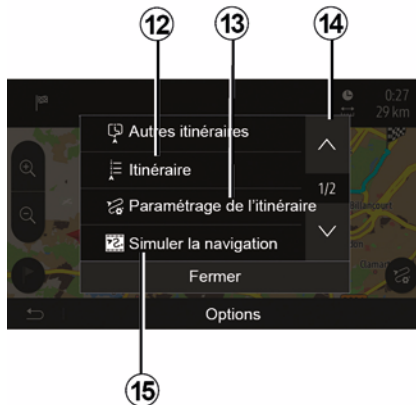 12 13 14
0:27
29 km
Autres itinéraires
Itinéraire
1/2
Paramétrage de l'itinéraire
Simuler la navigation
Fermer
Options
15